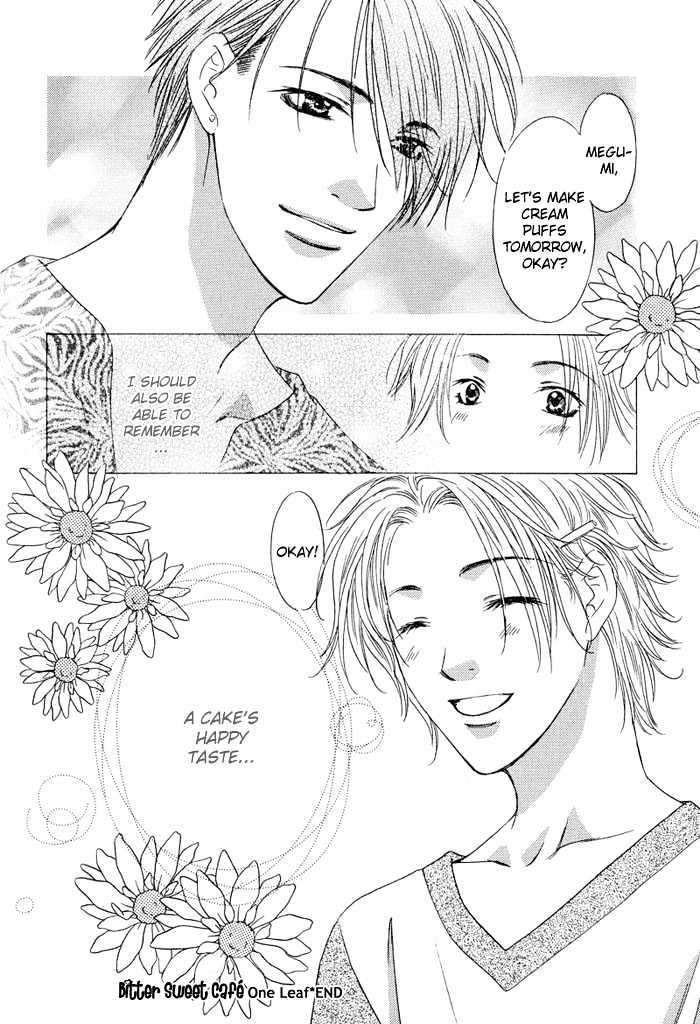 MEGU-
MI,
LET'S MAKE
CREAM
PUFFS
TOMORROW,
OKAY?
I SHOULD
ALSO BE
ABLE TO
REMEMBER
...
OKAY!
A CAKE'S
HAPPY
TASTE...
Bitter Sweet Café One Leaf*END